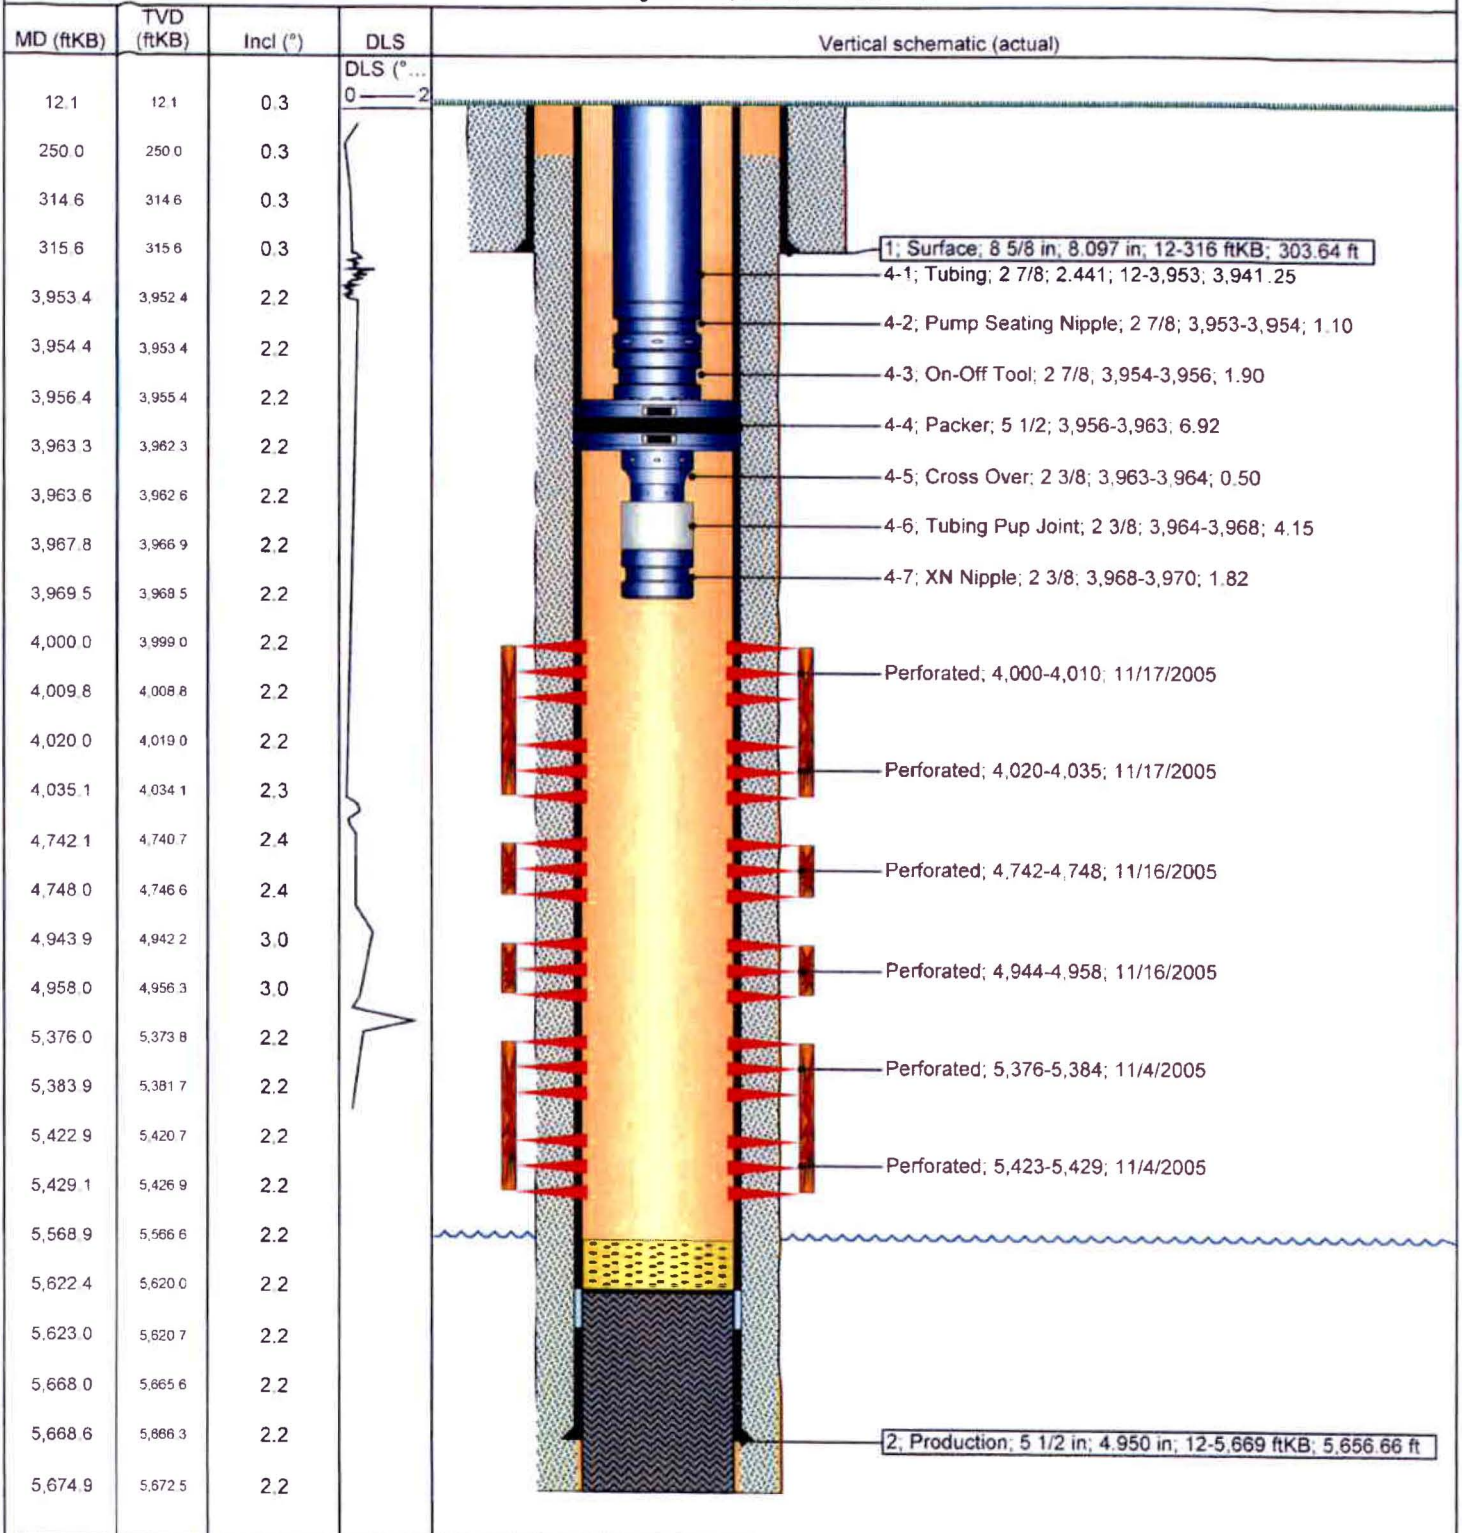 TVD
MD (ftKB) (ftKB) Incl (°) DLS Vertical schematic (actual)
DLS (°...
0 2
12.1 12.1 0.3
250.0 250.0 0.3
314.6 314.6 0.3
315.6 315.6 0.3
1; Surface; 8 5/8 in; 8.097 in; 12-316 ftKB; 303.64 ft
4-1; Tubing; 2 7/8; 2.441; 12-3,953; 3,941.25
3,953.4 3,952.4 2.2
4-2; Pump Seating Nipple; 2 7/8; 3,953-3,954; 1.10
3,954.4 3,953.4 2.2
4-3; On-Off Tool; 2 7/8; 3,954-3,956; 1.90
3,956.4 3,955.4 2.2
4-4; Packer; 5 1/2; 3,956-3,963; 6.92
3,963.3 3,962.3 2.2
4-5; Cross Over; 2 3/8; 3,963-3,964; 0.50
3,963.6 3,962.6 2.2
4-6; Tubing Pup Joint; 2 3/8; 3,964-3,968; 4.15
3,967.8 3,966.9 2.2
4-7; XN Nipple; 2 3/8; 3,968-3,970; 1.82
3,969.5 3,968.5 2.2
4,000.0 3,999.0 2.2
Perforated; 4,000-4,010; 11/17/2005
4,009.8 4,008.8 2.2
4,020.0 4,019.0 2.2
Perforated; 4,020-4,035; 11/17/2005
4,035.1 4,034.1 2.3
4,742.1 4,740.7 2.4
Perforated; 4,742-4,748; 11/16/2005
4,748.0 4,746.6 2.4
4,943.9 4,942.2 3.0
Perforated; 4,944-4,958; 11/16/2005
4,958.0 4,956.3 3.0
5,376.0 5,373.8 2.2
Perforated; 5,376-5,384; 11/4/2005
5,383.9 5,381.7 2.2
5,422.9 5,420.7 2.2
Perforated; 5,423-5,429; 11/4/2005
5,429.1 5,426.9 2.2
5,568.9 5,566.6 2.2
5,622.4 5,620.0 2.2
5,623.0 5,620.7 2.2
5,668.0 5,665.6 2.2
5,668.6 5,666.3 2.2
2; Production; 5 1/2 in; 4.950 in; 12-5,669 ftKB; 5,656.66 ft
5,674.9 5,672.5 2.2